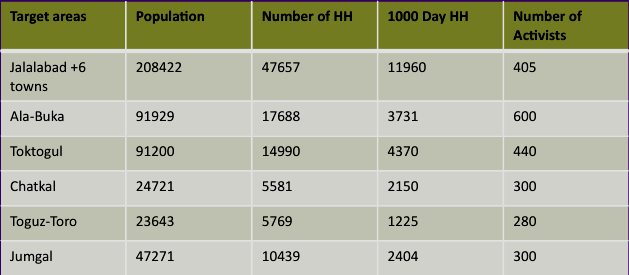 Target areas Population Number of HH 1000 Day HH Number of
Activists
Jalalabad +6 208422 47657 11960 405
towns
Ala-Buka 91929 17688 3731 600
Toktogul 91200 14990 4370 440
Chatkal 24721 5581 2150 300
Toguz-Toro 23643 5769 1225 280
Jumgal 47271 10439 2404 300